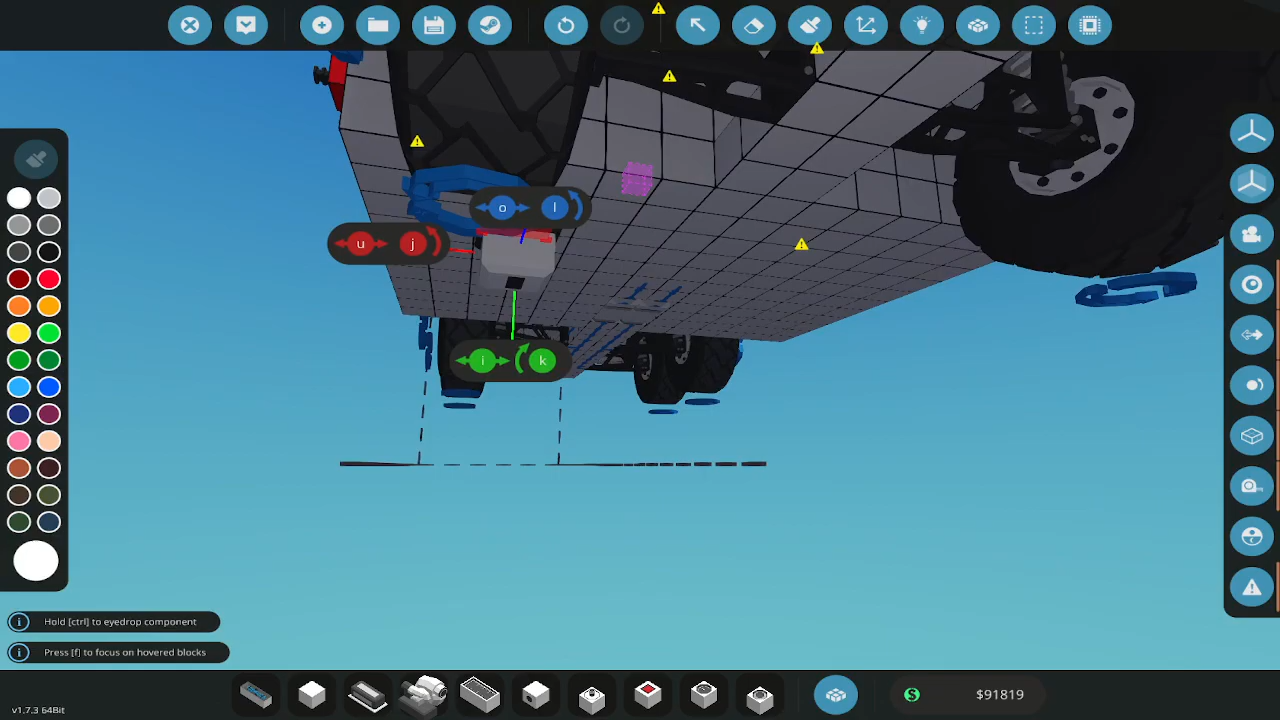 o l
u j
i k
Hold [ctrl] to eyedrop component
Press [f] to focus on hovered blocks
$ $91819
v1.7.3 64Bit